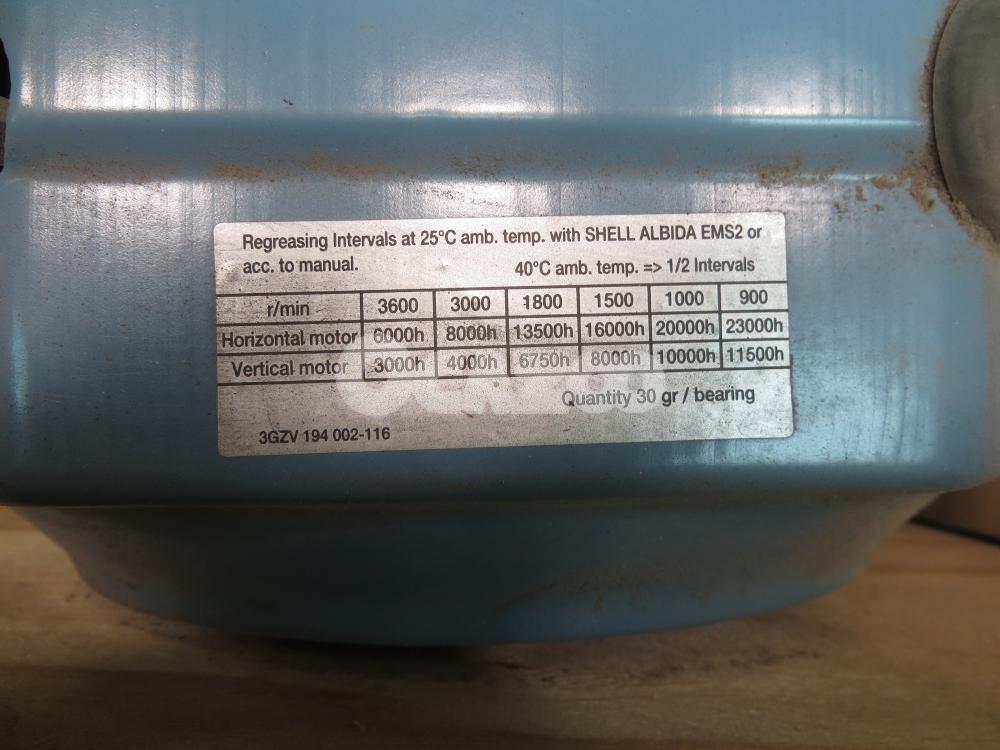 Regreasing Intervals at 25°C amb. temp. with SHELL ALBIDA EMS2 or
acc. to manual. 40°C amb. temp. => 1/2 Intervals
r/min 3600 3000 1800 1500 1000 900
Horizontal motor 6000h 8000h 13500h 16000h 20000h 23000h
Vertical motor 3000h 4000h 6750h 8000h 10000h 11500h
Quantity 30 gr / bearing
3GZV 194 002-116